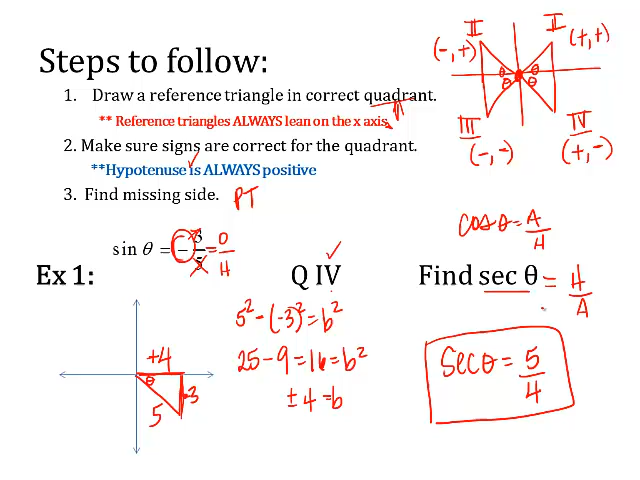 Steps to follow:
1. Draw a reference triangle in correct quadrant.
** Reference triangles ALWAYS lean on the x axis.
2. Make sure signs are correct for the quadrant.
**Hypotenuse is ALWAYS positive
3. Find missing side. PT
II
I
(-, +)
(+, +)
θ θ
θ θ
III
IV
(-, -)
(+, -)
sin θ = - 3/5 = O/H
cos θ = A/H
Ex 1:
Q IV
Find sec θ = H/A
5² - (-3)² = b²
25 - 9 = 16 = b²
± 4 = b
+4
θ
-3
5
Sec θ = 5/4